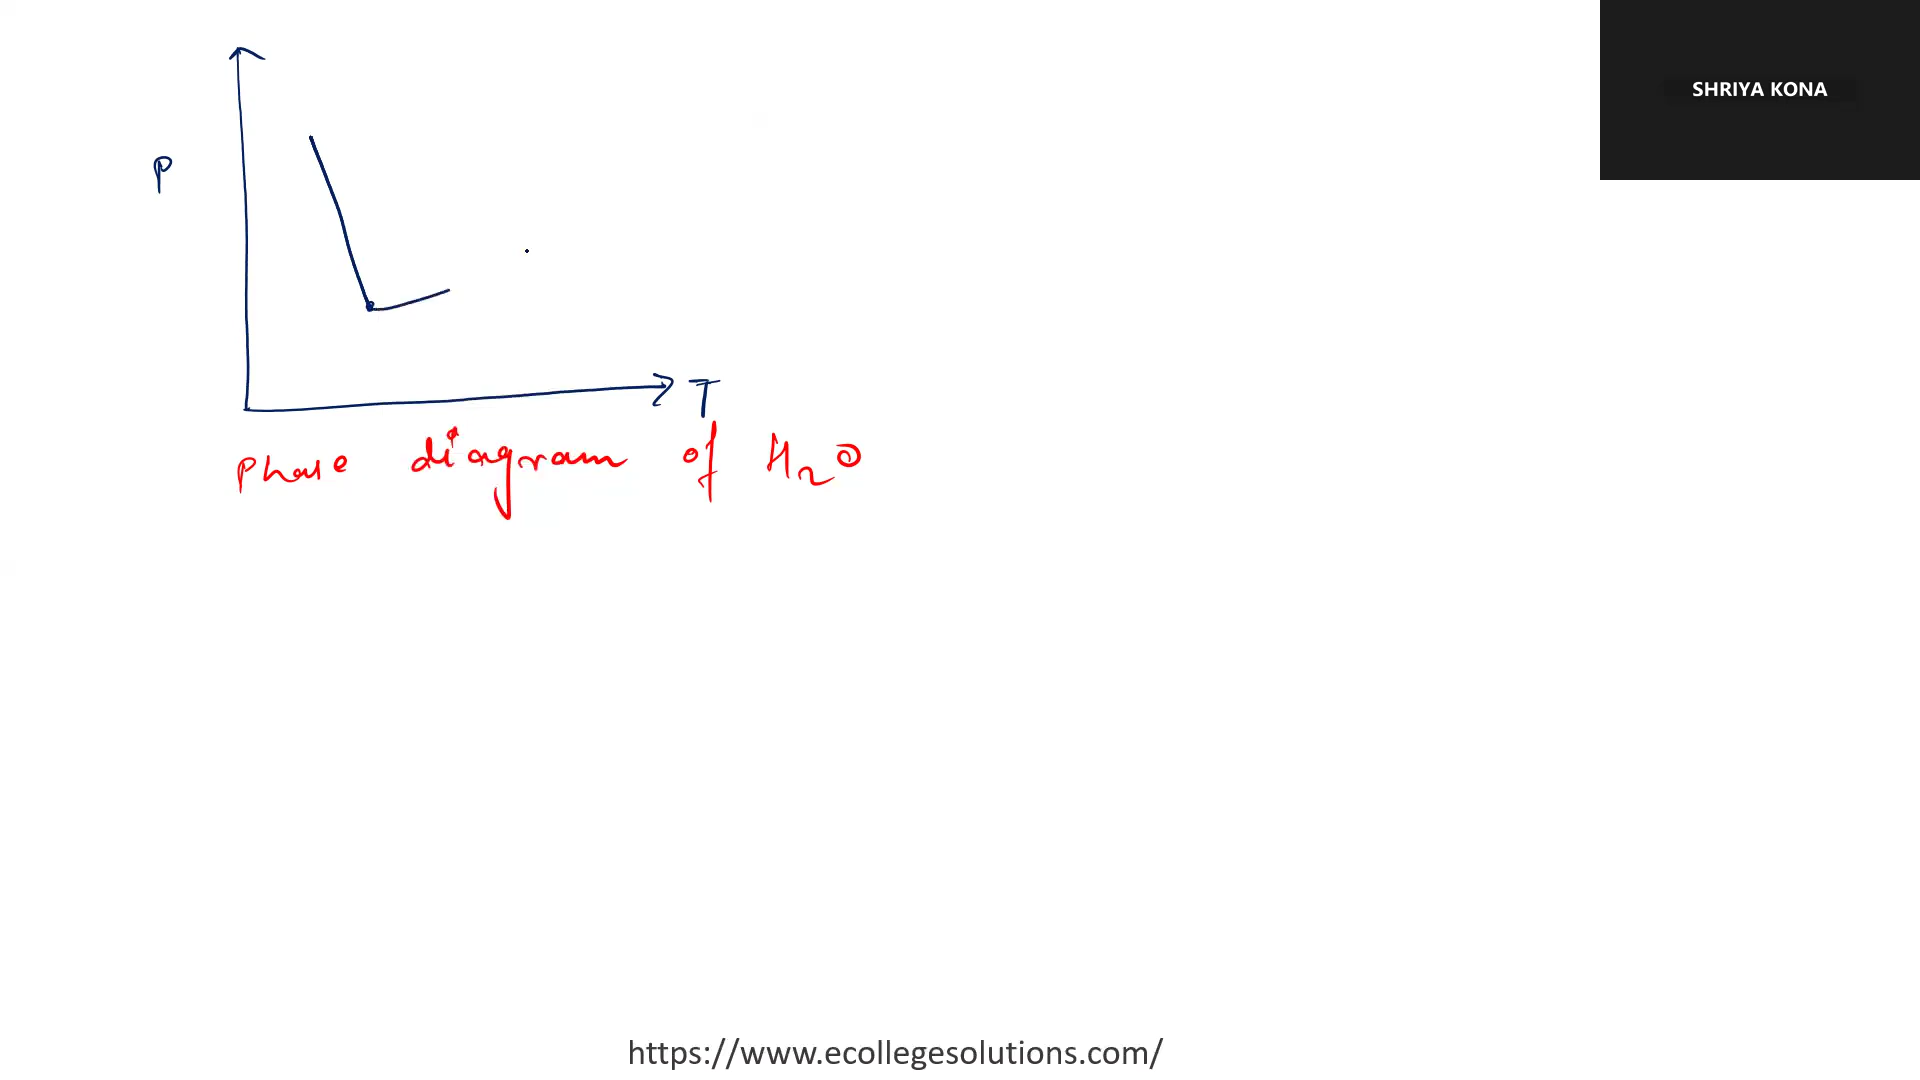 SHRIYA KONA
P
T
Phase diagram of H2O
https://www.ecollegesolutions.com/